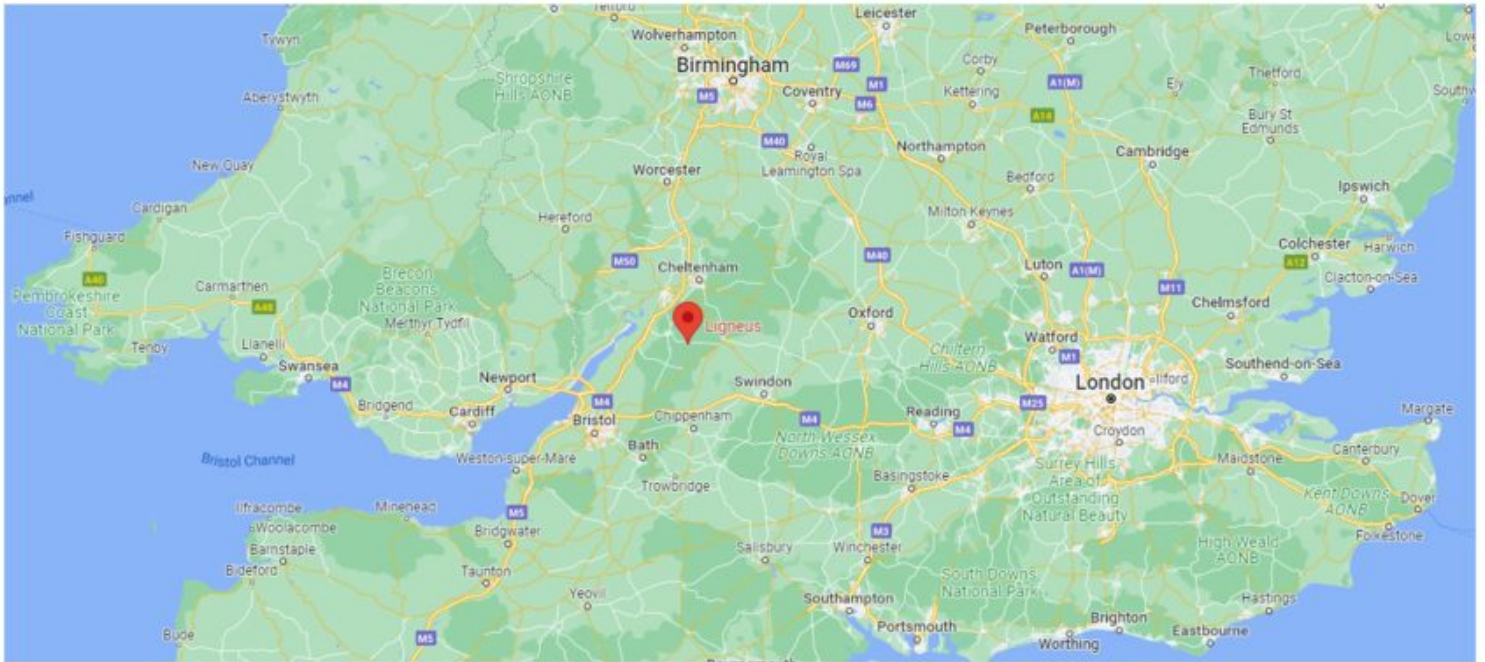 Telford
Leicester
Wolverhampton
Peterborough
Tywyn
Birmingham
M69
Corby
Shropshire
Hills AONB
M1
A1(M)
Thetford
Aberystwyth
M5
Coventry
M6
Kettering
Ely
A14
Bury St
Edmunds
M40
Royal
Leamington Spa
Northampton
Cambridge
New Quay
Worcester
Bedford
Ipswich
Cardigan
Hereford
Milton Keynes
Fishguard
Colchester
Harwich
M50
Cheltenham
M40
Luton
A1(M)
A12
A40
Brecon
Beacons
National Park
Clacton-on-Sea
Carmarthen
M11
Pembrokeshire
Coast
National Park
A48
Chelmsford
Merthyr Tydfil
Ligneus
Oxford
Tenby
Llanelli
Chiltern
Hills AONB
Watford
M1
Swansea
Southend-on-Sea
M4
Newport
Swindon
London
Ilford
Bridgend
Cardiff
M4
Bristol
Chippenham
M4
Reading
M4
M25
Margate
Croydon
Bath
North Wessex
Downs AONB
Bristol Channel
Weston-super-Mare
Maidstone
Canterbury
Trowbridge
Basingstoke
Surrey Hills
Area of
Outstanding
Natural Beauty
Kent Downs
AONB
Dover
Ilfracombe
Minehead
M5
Woolacombe
Bridgwater
M3
Folkestone
Barnstaple
Salisbury
Winchester
High Weald
AONB
Bideford
Taunton
South Downs
National Park
Yeovil
Southampton
Hastings
Portsmouth
Brighton
Bude
M5
Worthing
Eastbourne